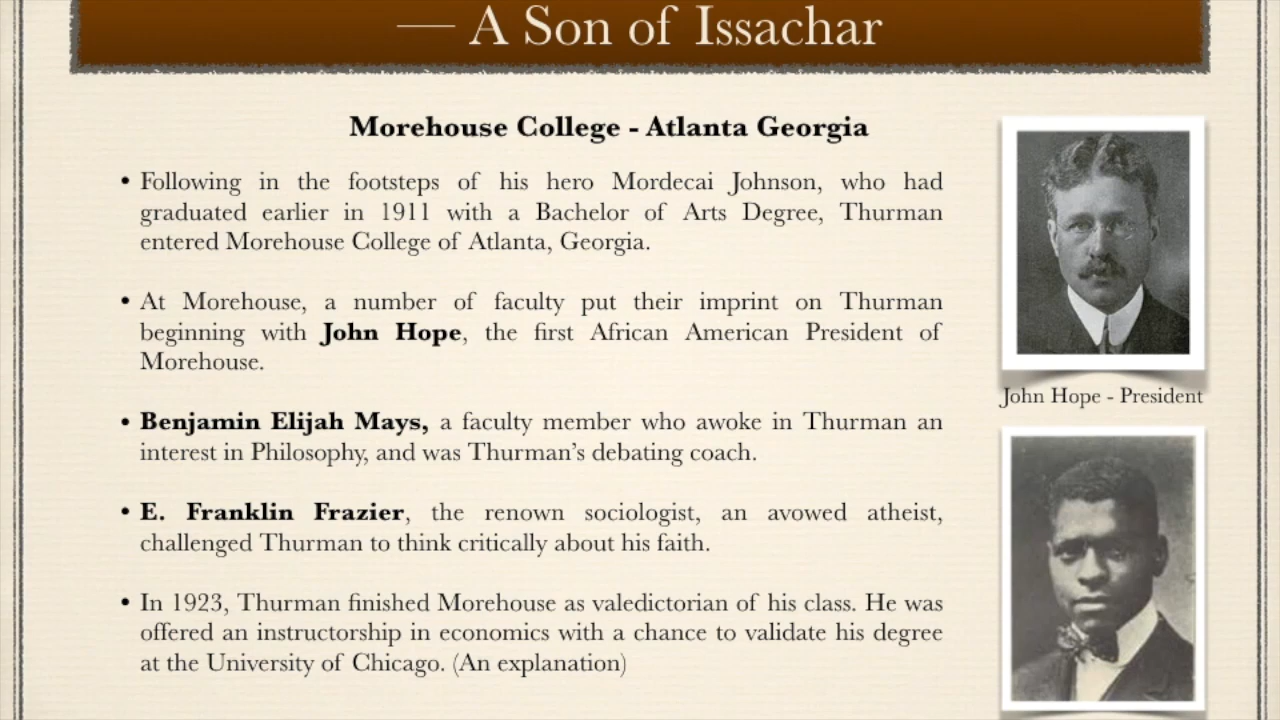 — A Son of Issachar
Morehouse College - Atlanta Georgia
• Following in the footsteps of his hero Mordecai Johnson, who had
graduated earlier in 1911 with a Bachelor of Arts Degree, Thurman
entered Morehouse College of Atlanta, Georgia.
• At Morehouse, a number of faculty put their imprint on Thurman
beginning with John Hope, the first African American President of
Morehouse.
• Benjamin Elijah Mays, a faculty member who awoke in Thurman an
interest in Philosophy, and was Thurman’s debating coach.
• E. Franklin Frazier, the renown sociologist, an avowed atheist,
challenged Thurman to think critically about his faith.
• In 1923, Thurman finished Morehouse as valedictorian of his class. He was
offered an instructorship in economics with a chance to validate his degree
at the University of Chicago. (An explanation)
John Hope - President